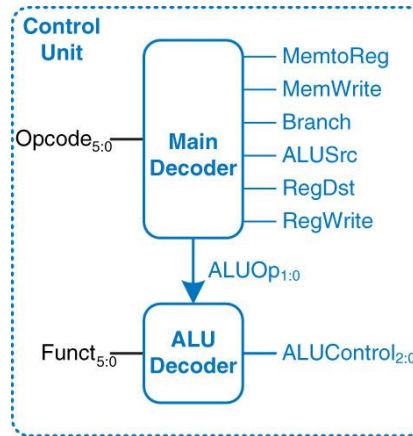 Control
Unit
MemtoReg
MemWrite
Branch
ALUSrc
RegDst
RegWrite
Opcode5:0
Main
Decoder
ALUOp1:0
Funct5:0
ALU
Decoder
ALUControl2:0